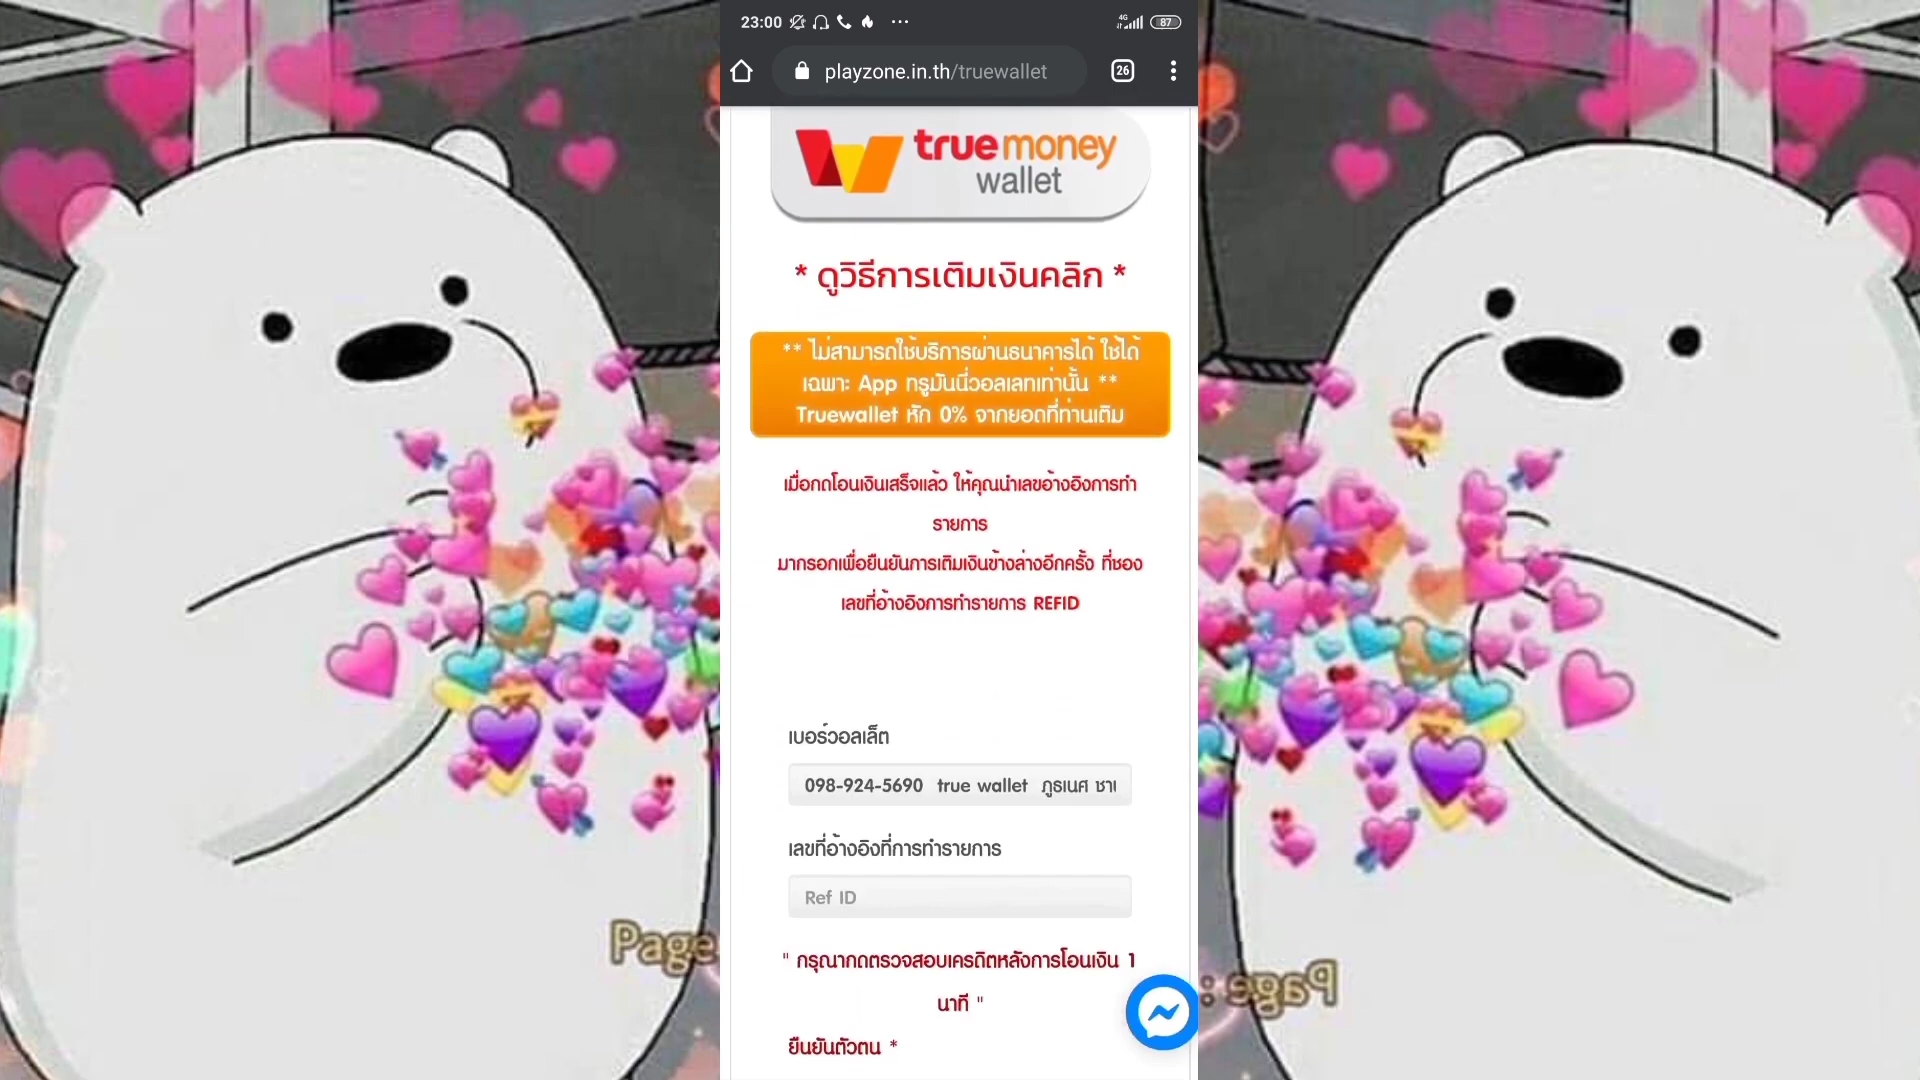 23:00
4G
87
playzone.in.th/truewallet
26
truemoney
wallet
* ดูวิธีการเติมเงินคลิก *
** ไม่สามารถใช้บริการผ่านธนาคารได้ ใช้ได้
เฉพาะ App ทรูมันนี่วอลเลทเท่านั้น **
Truewallet หัก 0% จากยอดที่ท่านเติม
เมื่อกดโอนเงินเสร็จแล้ว ให้คุณนำเลขอ้างอิงการทำ
รายการ
มากรอกเพื่อยืนยันการเติมเงินข้างล่างอีกครั้ง ที่ช่อง
เลขที่อ้างอิงการทำรายการ REFID
เบอร์วอลเล็ต
098-924-5690 true wallet ภูธเนศ
เลขที่อ้างอิงที่การทำรายการ
Ref ID
" กรุณากดตรวจสอบเครดิตหลังการโอนเงิน 1
นาที "
ยืนยันตัวตน *
Page
Page :